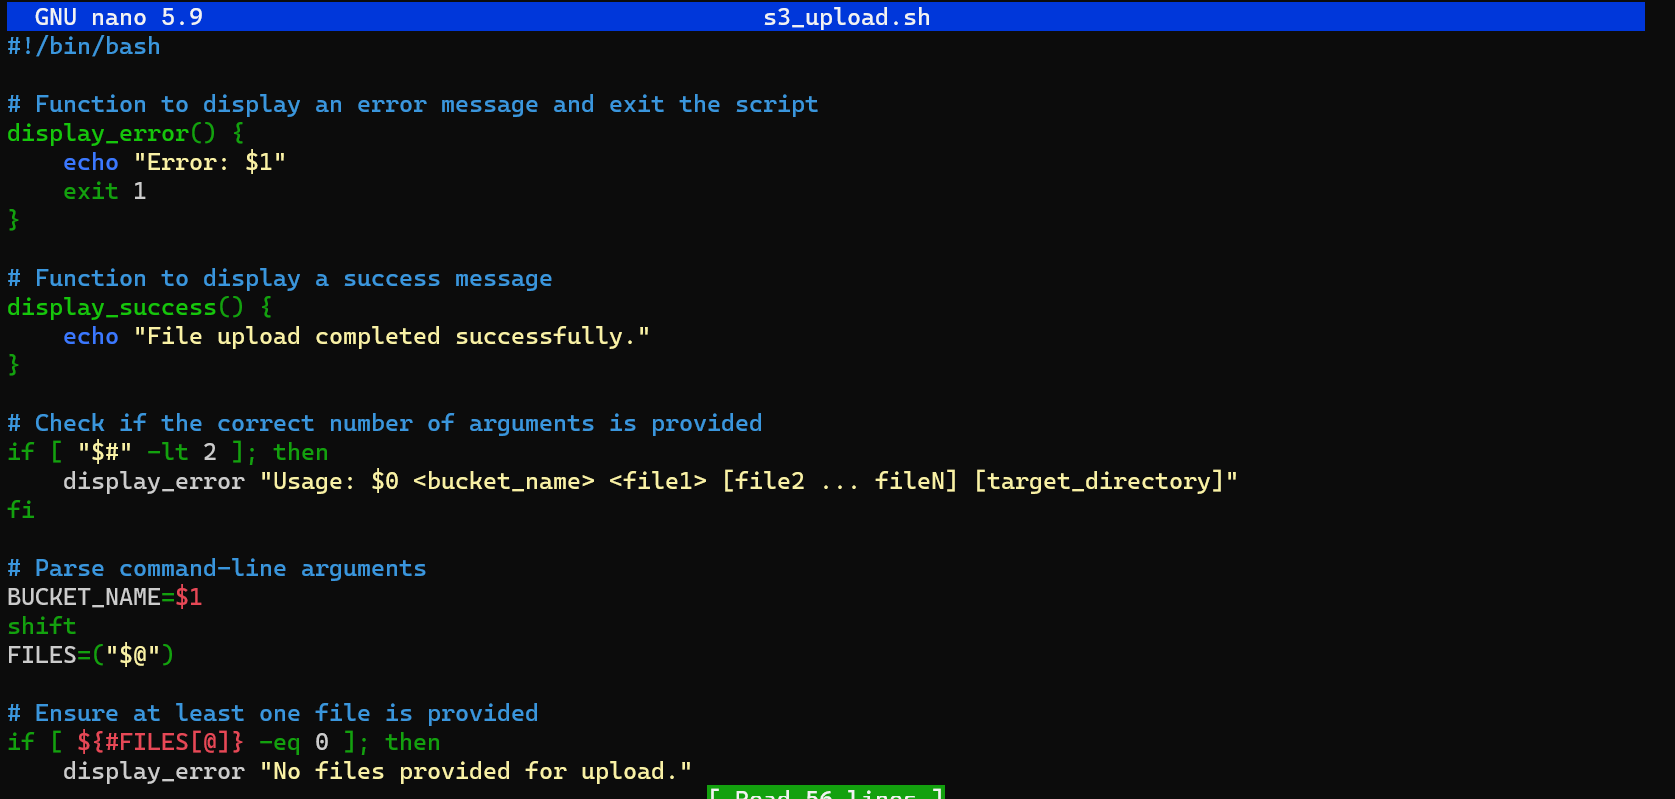 GNU nano 5.9 s3_upload.sh
#!/bin/bash

# Function to display an error message and exit the script
display_error() {
    echo "Error: $1"
    exit 1
}

# Function to display a success message
display_success() {
    echo "File upload completed successfully."
}

# Check if the correct number of arguments is provided
if [ "$#" -lt 2 ]; then
    display_error "Usage: $0 <bucket_name> <file1> [file2 ... fileN] [target_directory]"
fi

# Parse command-line arguments
BUCKET_NAME=$1
shift
FILES=("$@")

# Ensure at least one file is provided
if [ ${#FILES[@]} -eq 0 ]; then
    display_error "No files provided for upload."
[ Read 56 lines ]